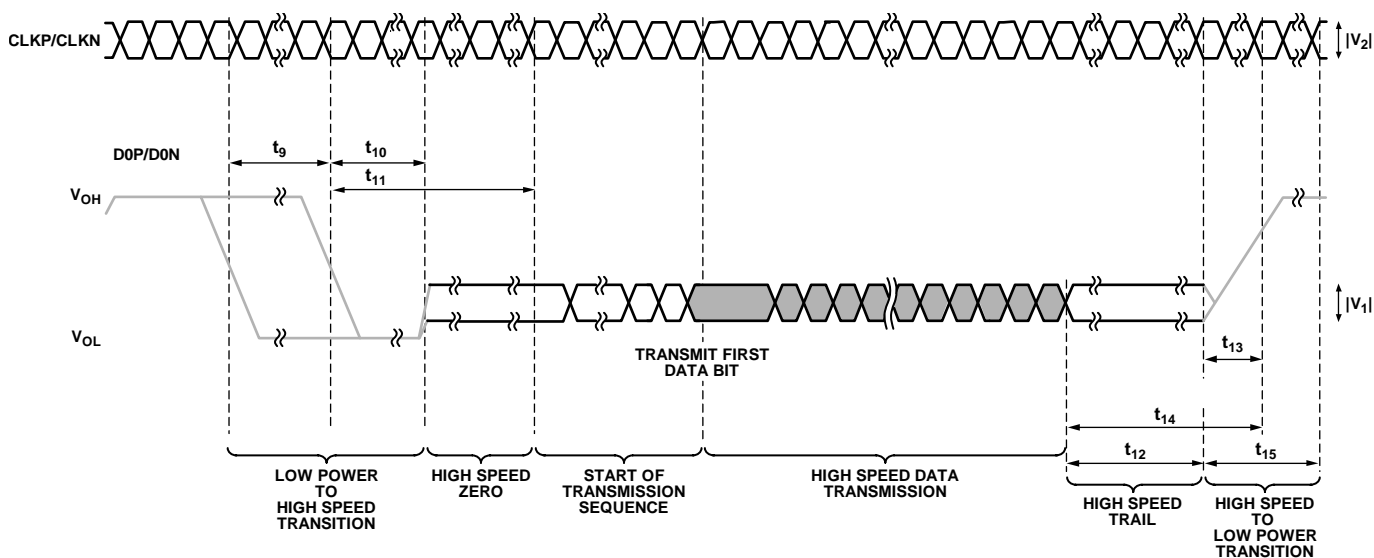 CLKP/CLKN
|V2|
D0P/D0N
t9
t10
t11
VOH
VOL
|V1|
TRANSMIT FIRST
DATA BIT
t13
t14
t12
t15
LOW POWER
TO
HIGH SPEED
TRANSITION
HIGH SPEED
ZERO
START OF
TRANSMISSION
SEQUENCE
HIGH SPEED DATA
TRANSMISSION
HIGH SPEED
TRAIL
HIGH SPEED
TO
LOW POWER
TRANSITION